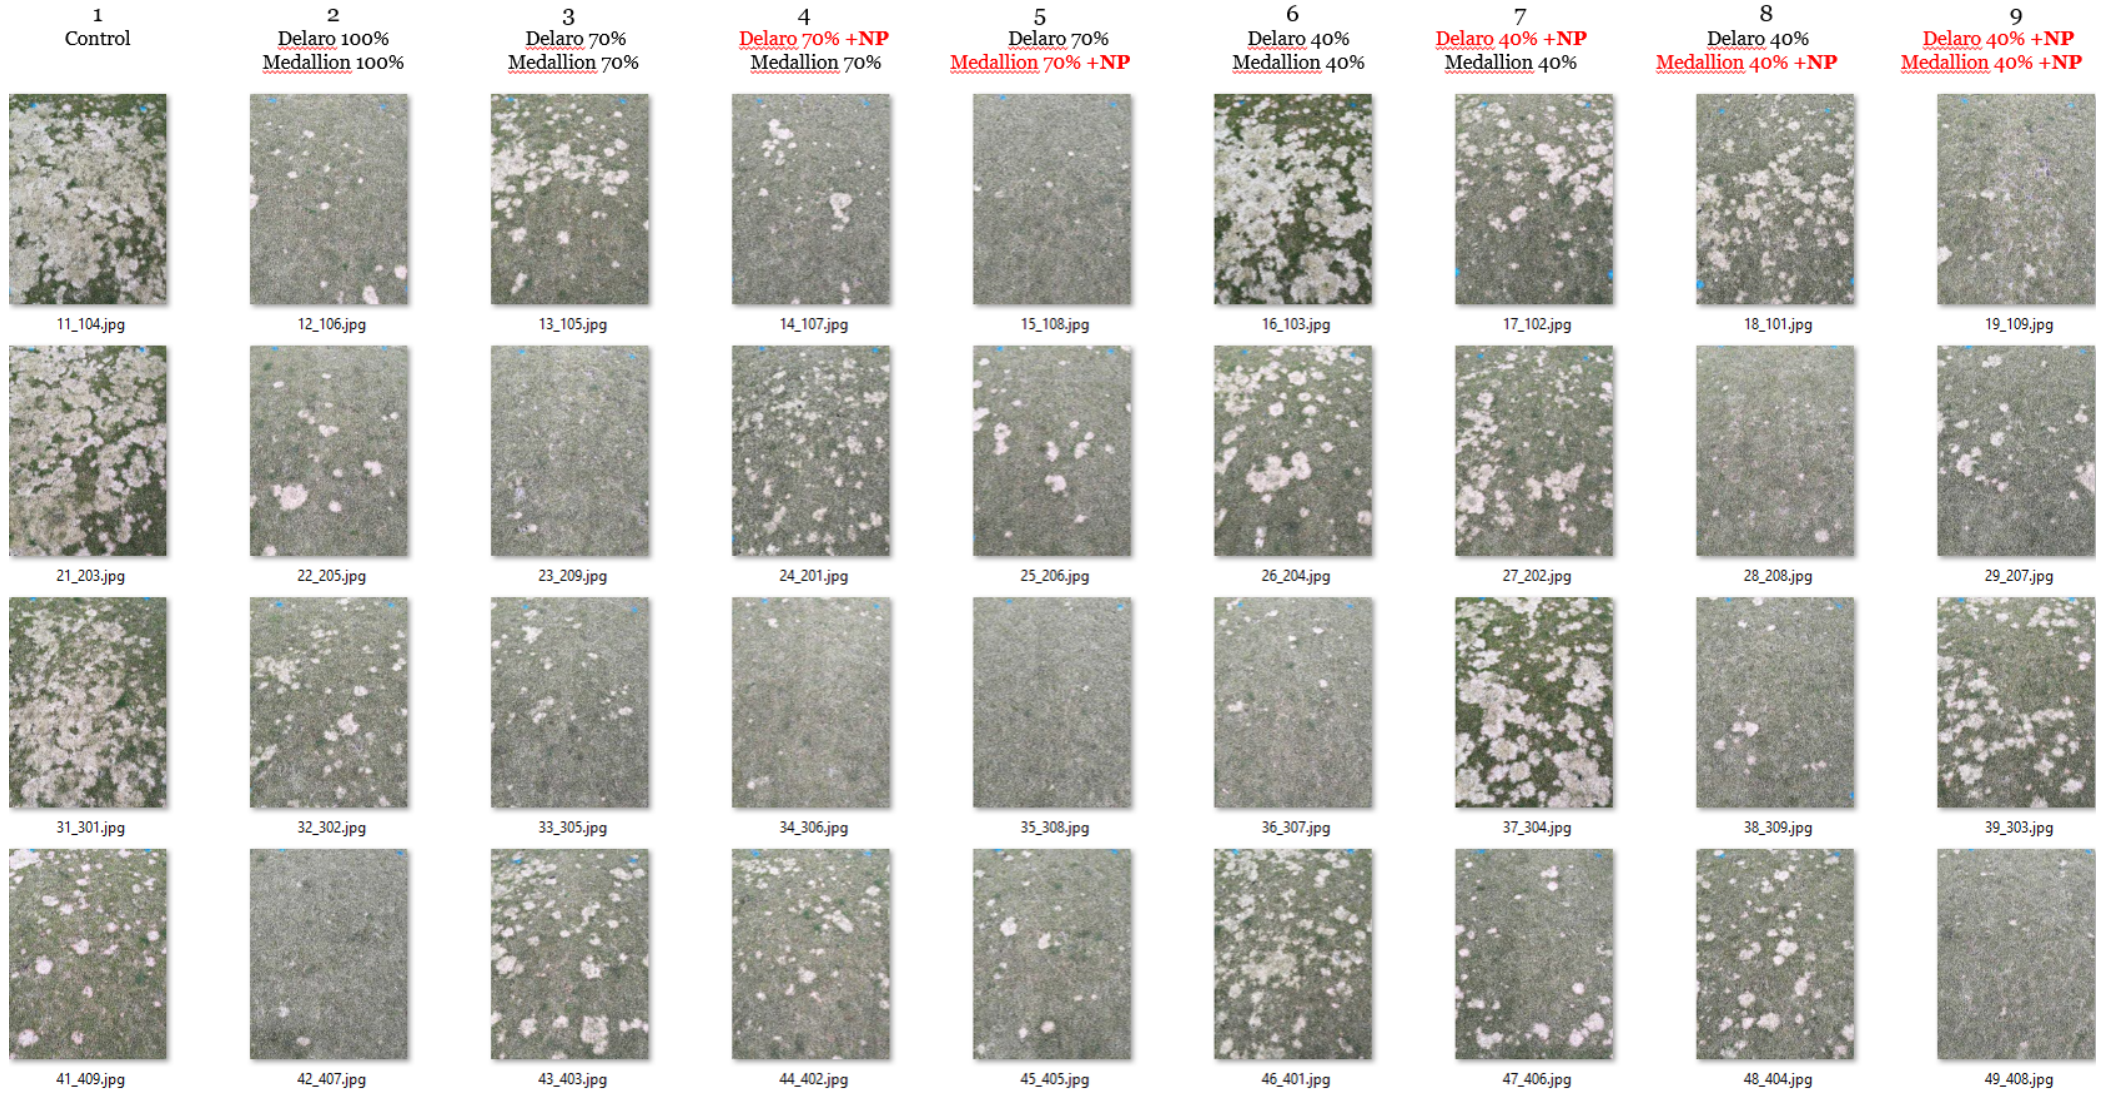 1 2 3 4 5 6 7 8 9
Control Delaro 100% Delaro 70% Delaro 70% +NP Delaro 70% Delaro 40% Delaro 40% +NP Delaro 40% Delaro 40% +NP
Medallion 100% Medallion 70% Medallion 70% Medallion 70% +NP Medallion 40% Medallion 40% Medallion 40% +NP Medallion 40% +NP
11_104.jpg 12_106.jpg 13_105.jpg 14_107.jpg 15_108.jpg 16_103.jpg 17_102.jpg 18_101.jpg 19_109.jpg
21_203.jpg 22_205.jpg 23_209.jpg 24_201.jpg 25_206.jpg 26_204.jpg 27_202.jpg 28_208.jpg 29_207.jpg
31_301.jpg 32_302.jpg 33_305.jpg 34_306.jpg 35_308.jpg 36_307.jpg 37_304.jpg 38_309.jpg 39_303.jpg
41_409.jpg 42_407.jpg 43_403.jpg 44_402.jpg 45_405.jpg 46_401.jpg 47_406.jpg 48_404.jpg 49_408.jpg